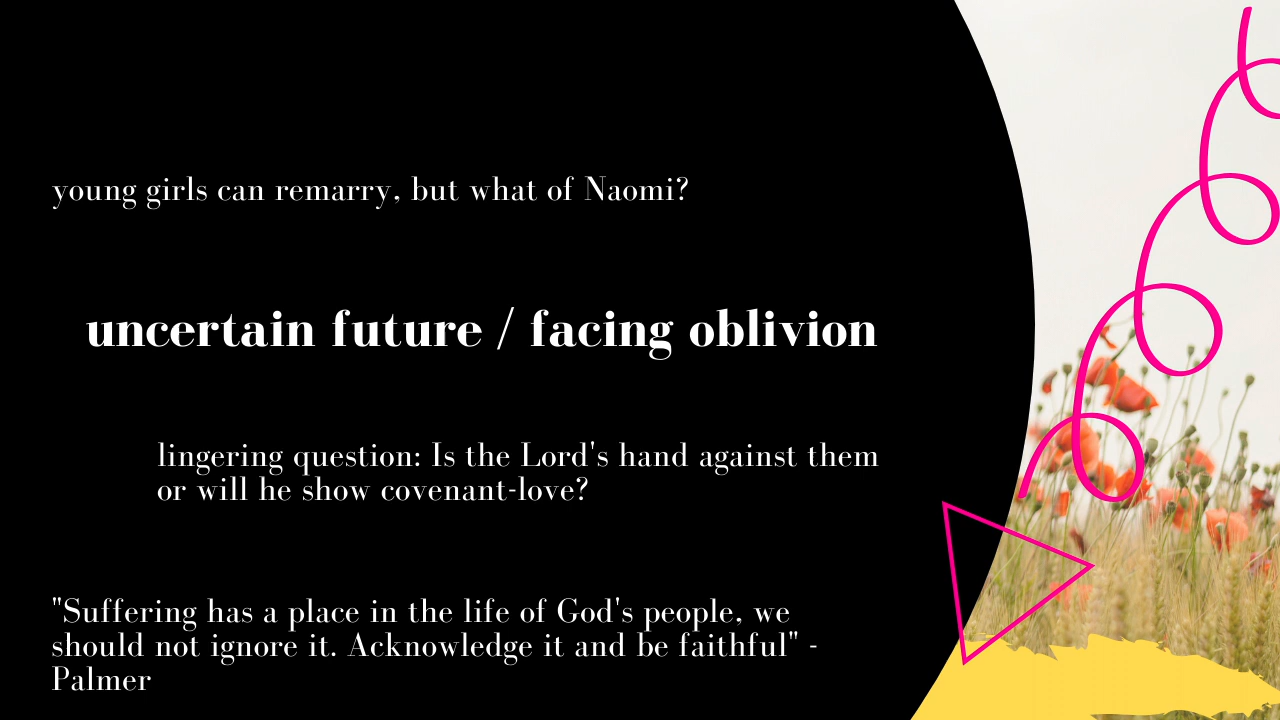 young girls can remarry, but what of Naomi?
uncertain future / facing oblivion
lingering question: Is the Lord's hand against them
or will he show covenant-love?
"Suffering has a place in the life of God's people, we
should not ignore it. Acknowledge it and be faithful" -
Palmer